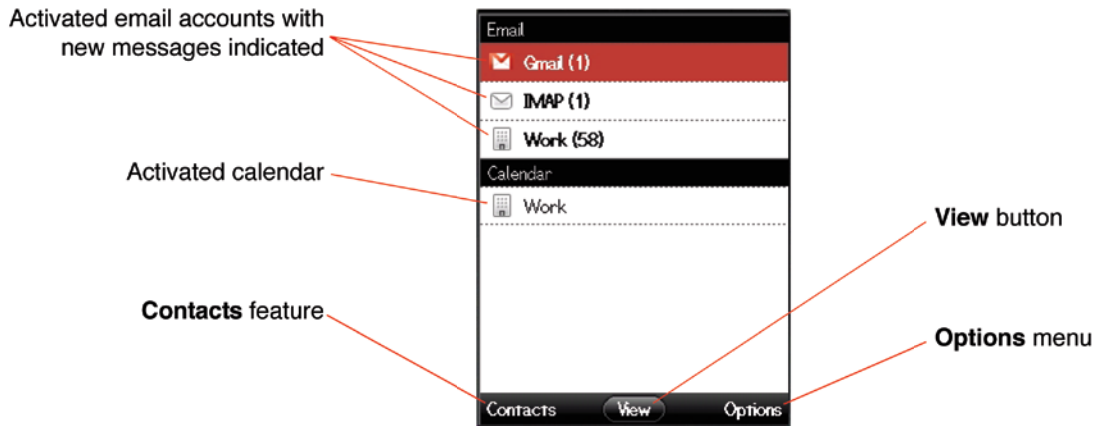 Activated email accounts with
new messages indicated
Email
Gmail (1)
IMAP (1)
Work (58)
Activated calendar
Calendar
Work
View button
Contacts feature
Options menu
Contacts
View
Options